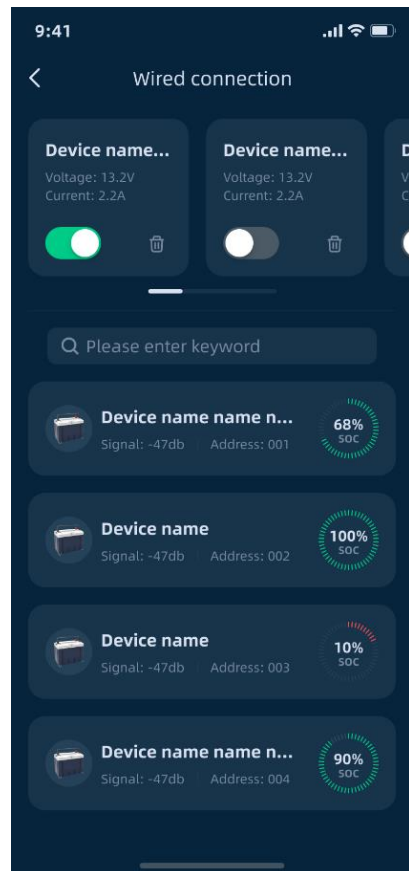 9:41
Wired connection
Device name...
Voltage: 13.2V
Current: 2.2A
Device name...
Voltage: 13.2V
Current: 2.2A
D
V
C
Please enter keyword
Device name name n...
Signal: -47db
Address: 001
68%
SOC
Device name
Signal: -47db
Address: 002
100%
SOC
Device name
Signal: -47db
Address: 003
10%
SOC
Device name name n...
Signal: -47db
Address: 004
90%
SOC